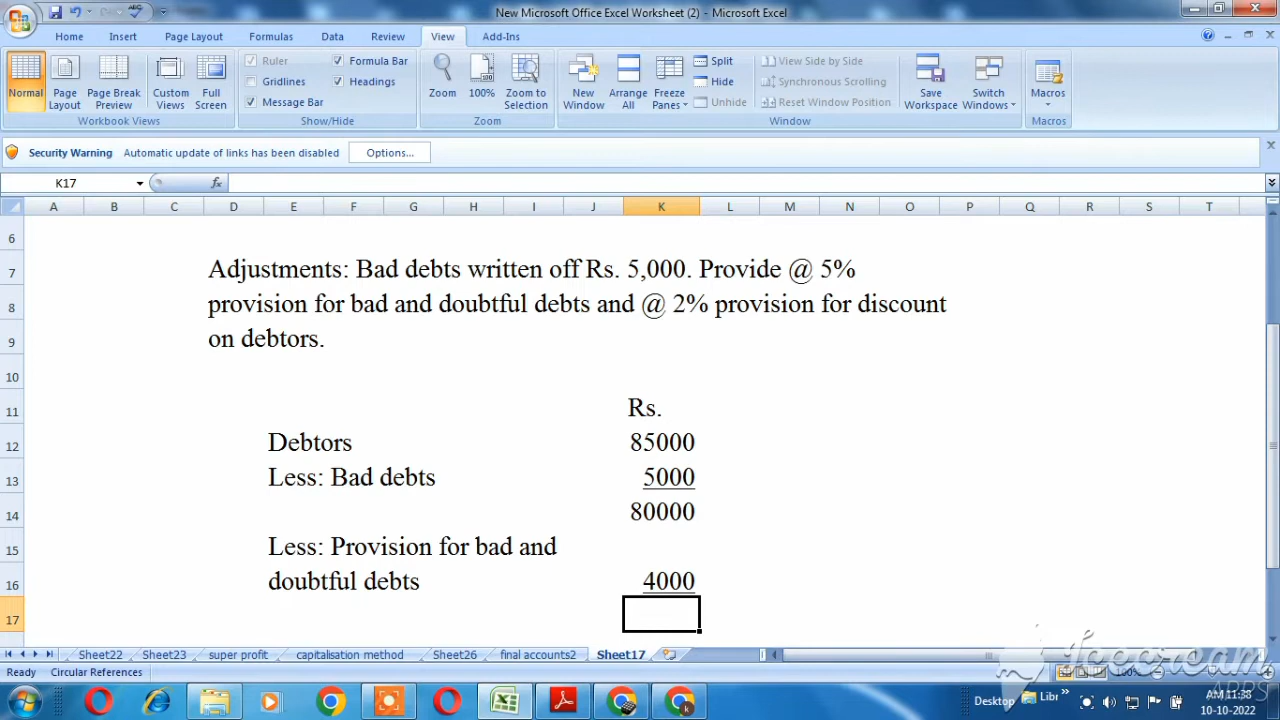 New Microsoft Office Excel Worksheet (2) - Microsoft Excel
Home Insert Page Layout Formulas Data Review View Add-Ins
Normal Page Layout Page Break Preview Custom Views Full Screen
Workbook Views
Ruler Formula Bar
Gridlines Headings
Message Bar
Show/Hide
Zoom 100% Zoom to Selection
Zoom
New Window Arrange All Freeze Panes
Split
Hide
Unhide
View Side by Side
Synchronous Scrolling
Reset Window Position
Save Workspace Switch Windows
Window
Macros
Macros
Security Warning Automatic update of links has been disabled Options...
K17 fx
A B C D E F G H I J K L M N O P Q R S T
6
7 Adjustments: Bad debts written off Rs. 5,000. Provide @ 5%
8 provision for bad and doubtful debts and @ 2% provision for discount
9 on debtors.
10
11 Rs.
12 Debtors 85000
13 Less: Bad debts 5000
14 80000
15 Less: Provision for bad and
16 doubtful debts 4000
17
Sheet22 Sheet23 super profit capitalisation method Sheet26 final accounts2 Sheet17
Ready Circular References 100%
icecream
APPS
Desktop Libr »
AM 11:38
10-10-2022